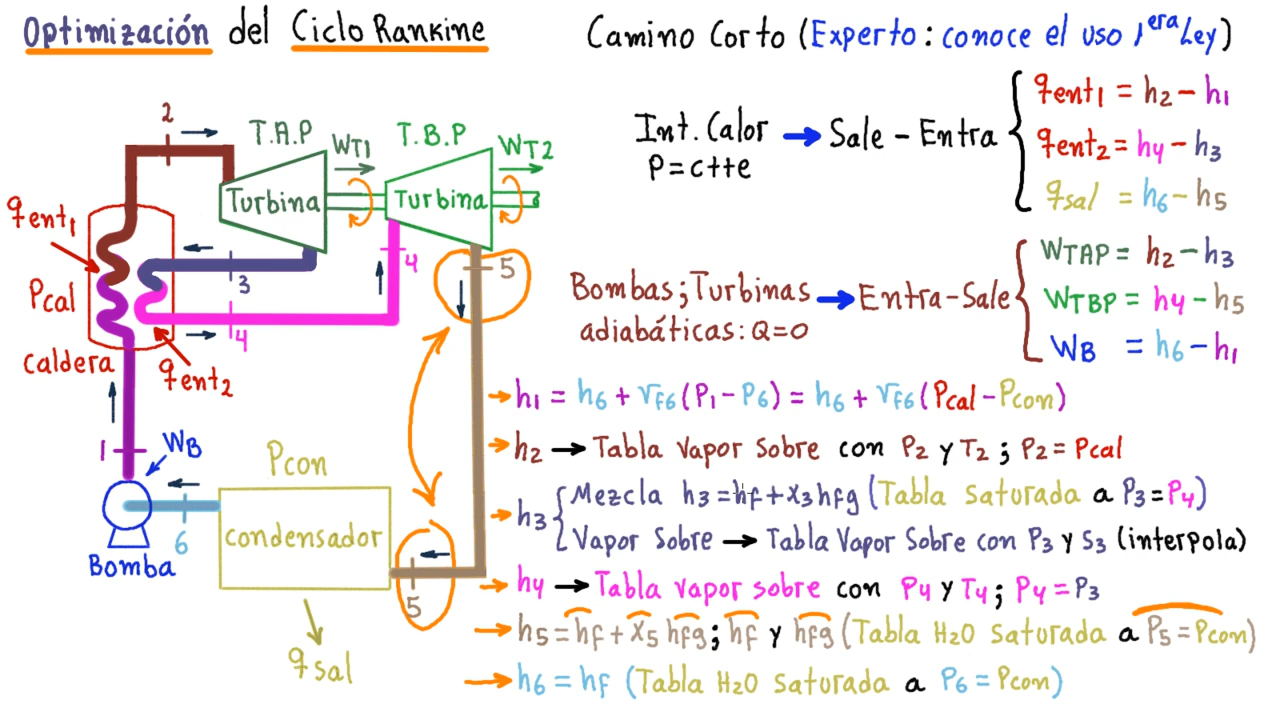 Optimización del Ciclo Rankine
Camino Corto (Experto: conoce el uso 1era Ley)
2
T.A.P
T.B.P
WT1
WT2
Turbina
Turbina
qent1
Pcal
caldera
qent2
3
4
4
5
1
WB
Bomba
6
Pcon
condensador
5
qsal
Int. Calor → Sale - Entra
P = ctte
qent1 = h2 - h1
qent2 = h4 - h3
qsal = h6 - h5
Bombas; Turbinas → Entra - Sale
adiabáticas: Q=0
WTAP = h2 - h3
WTBP = h4 - h5
WB = h6 - h1
→ h1 = h6 + vf6 (P1 - P6) = h6 + vf6 (Pcal - Pcon)
→ h2 → Tabla vapor sobre con P2 y T2 ; P2 = Pcal
→ h3 { Mezcla h3 = hf + x3 hfg (Tabla saturada a P3 = P4)
Vapor Sobre → Tabla Vapor Sobre con P3 y S3 (interpola)
→ h4 → Tabla vapor sobre con P4 y T4 ; P4 = P3
→ h5 = hf + x5 hfg ; hf y hfg (Tabla H2O saturada a P5 = Pcon)
→ h6 = hf (Tabla H2O saturada a P6 = Pcon)